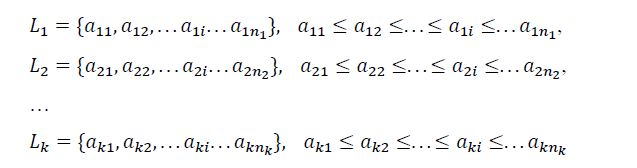 L₁ = {a₁₁, a₁₂, … a₁ᵢ … a₁ₙ₁}, a₁₁ ≤ a₁₂ ≤…≤ a₁ᵢ ≤… a₁ₙ₁,
L₂ = {a₂₁, a₂₂, … a₂ᵢ … a₂ₙ₂}, a₂₁ ≤ a₂₂ ≤…≤ a₂ᵢ ≤… a₂ₙ₂,
…
Lₖ = {aₖ₁, aₖ₂, … aₖᵢ … aₖₙₖ}, aₖ₁ ≤ aₖ₂ ≤…≤ aₖᵢ ≤… aₖₙₖ